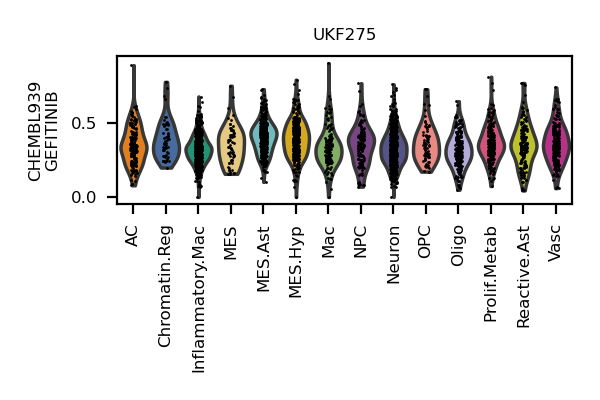 UKF275
CHEMBL939
GEFITINIB
0.5
0.0
AC
Chromatin.Reg
Inflammatory.Mac
MES
MES.Ast
MES.Hyp
Mac
NPC
Neuron
OPC
Oligo
Prolif.Metab
Reactive.Ast
Vasc